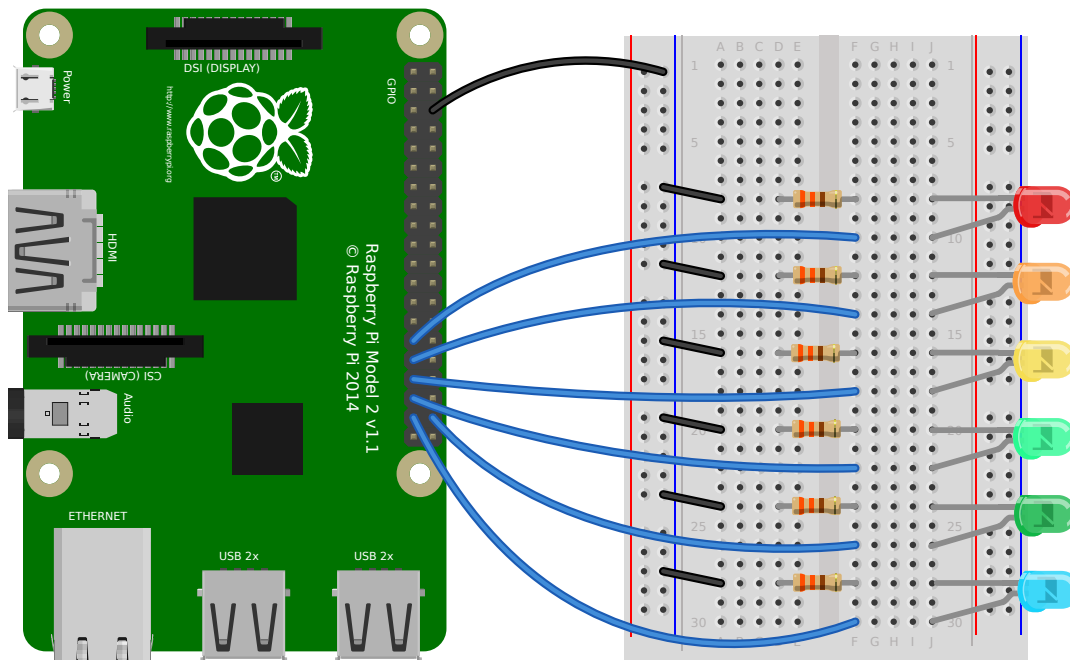 DSI (DISPLAY)
Power
http://www.raspberrypi.org
GPIO
TM
HDMI
Raspberry Pi Model 2 v1.1
© Raspberry Pi 2014
CSI (CAMERA)
Audio
ETHERNET
USB 2x
USB 2x
A B C D E F G H I J
1 1
5 5
10
15 15
20 20
25 25
30 30
A B C D E F G H I J